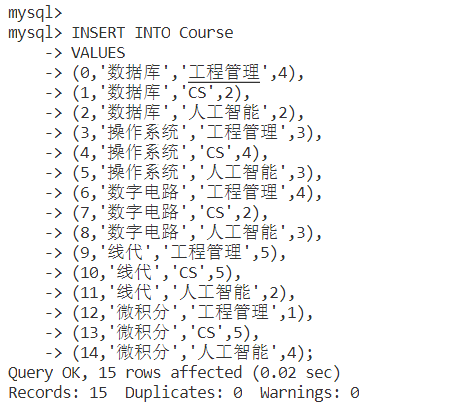 mysql>
mysql> INSERT INTO Course
    -> VALUES
    -> (0,'数据库','工程管理',4),
    -> (1,'数据库','CS',2),
    -> (2,'数据库','人工智能',2),
    -> (3,'操作系统','工程管理',3),
    -> (4,'操作系统','CS',4),
    -> (5,'操作系统','人工智能',3),
    -> (6,'数字电路','工程管理',4),
    -> (7,'数字电路','CS',2),
    -> (8,'数字电路','人工智能',3),
    -> (9,'线代','工程管理',5),
    -> (10,'线代','CS',5),
    -> (11,'线代','人工智能',2),
    -> (12,'微积分','工程管理',1),
    -> (13,'微积分','CS',5),
    -> (14,'微积分','人工智能',4);
Query OK, 15 rows affected (0.02 sec)
Records: 15  Duplicates: 0  Warnings: 0